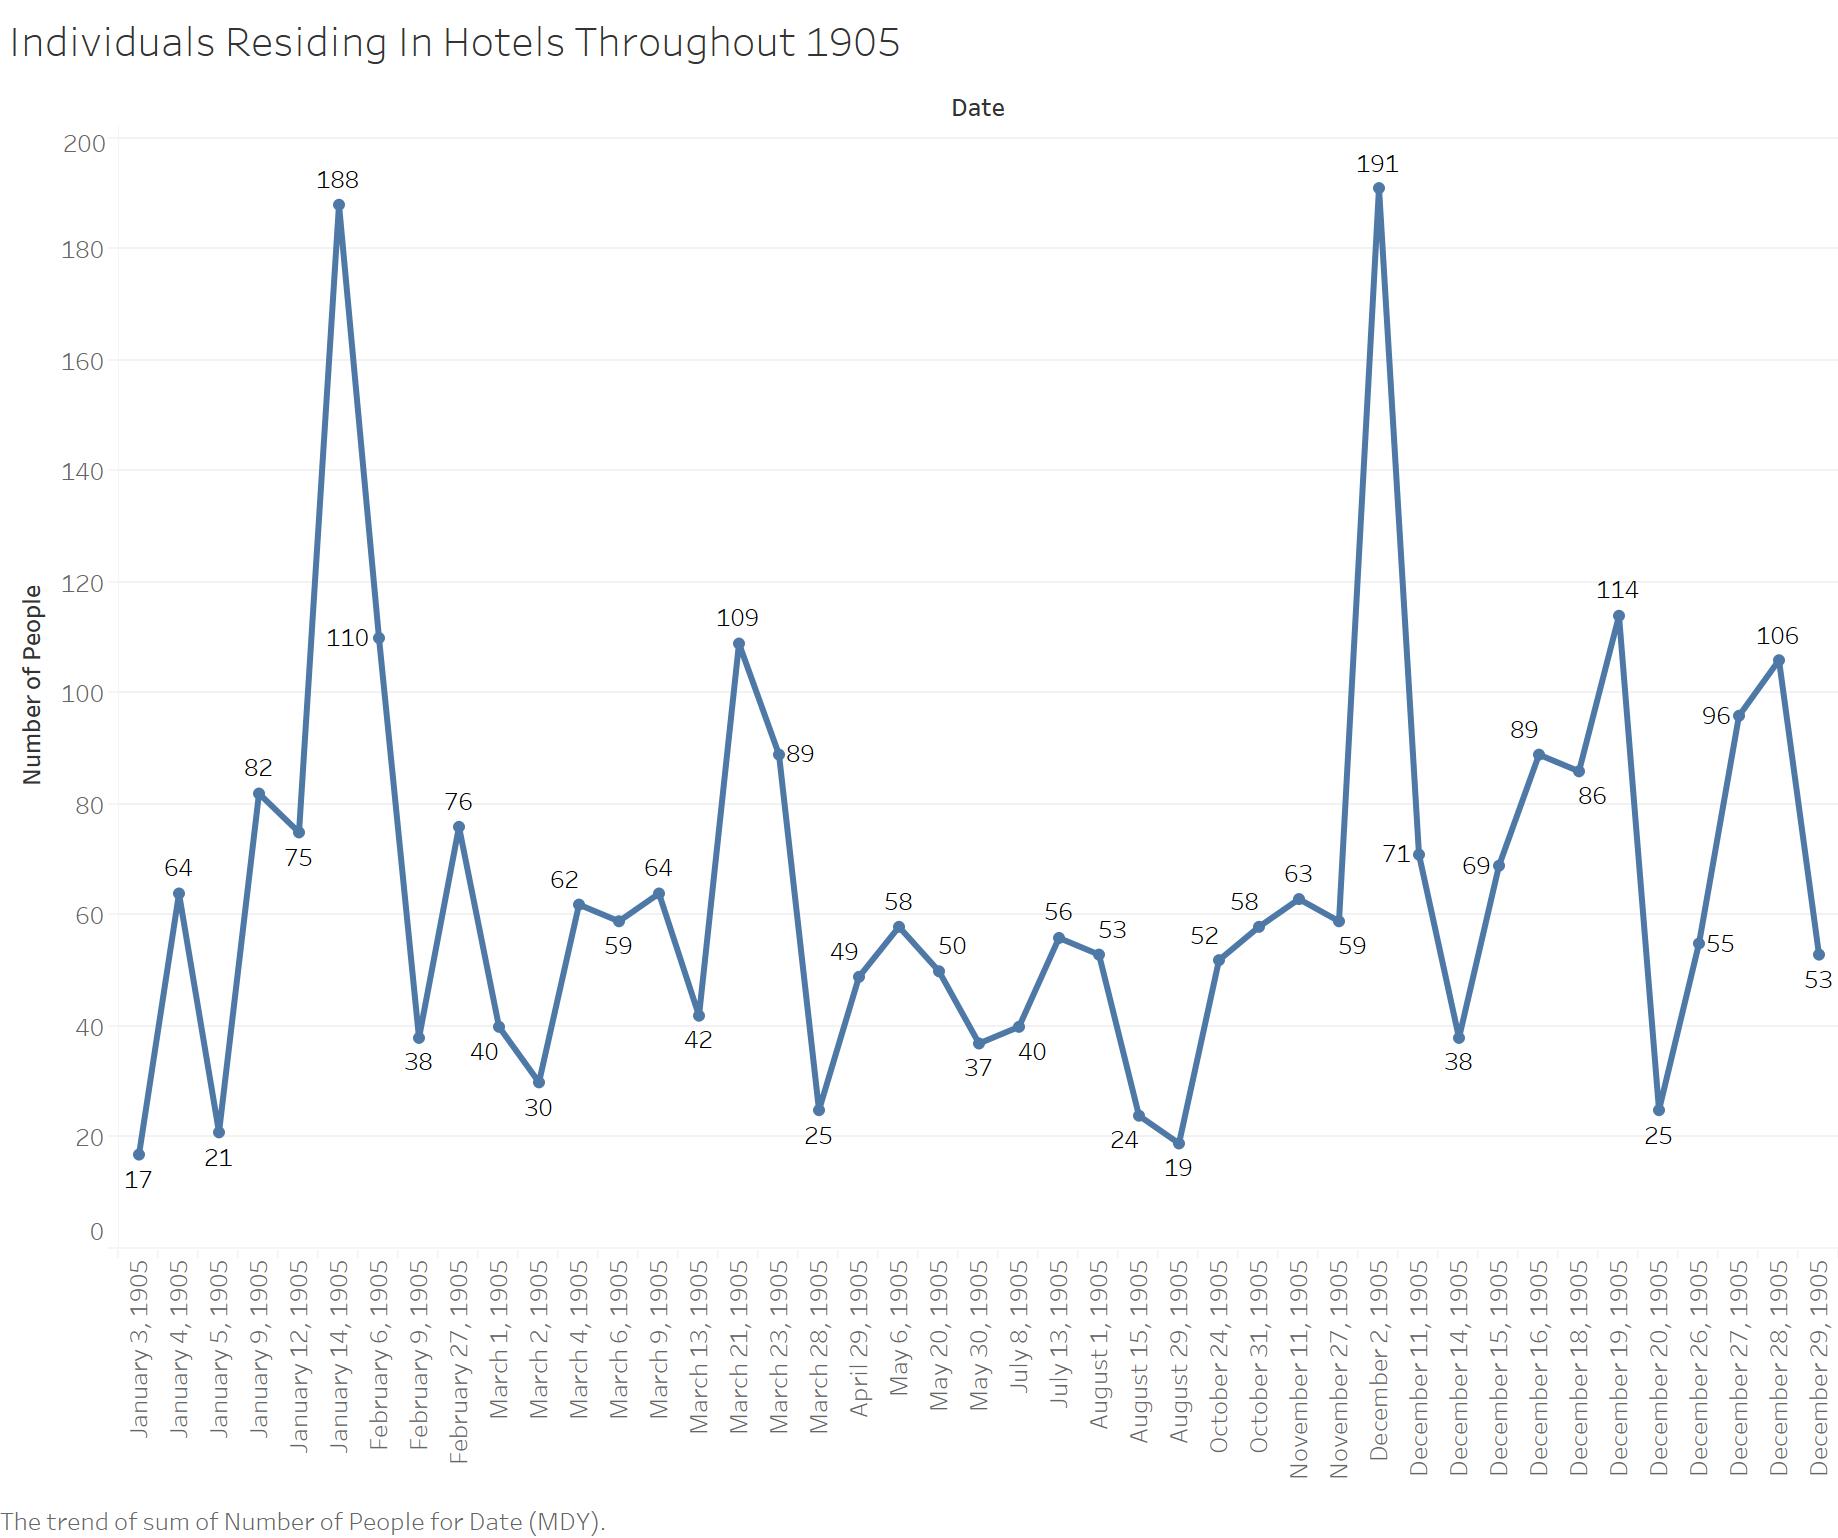 Individuals Residing In Hotels Throughout 1905
Date
Number of People
200
180
160
140
120
100
80
60
40
20
0
17
64
21
82
75
188
110
38
76
40
30
62
59
64
42
109
89
25
49
58
50
37
40
56
53
24
19
52
58
63
59
191
71
38
69
89
86
114
25
55
96
106
53
January 3, 1905
January 4, 1905
January 5, 1905
January 9, 1905
January 12, 1905
January 14, 1905
February 6, 1905
February 9, 1905
February 27, 1905
March 1, 1905
March 2, 1905
March 4, 1905
March 6, 1905
March 9, 1905
March 13, 1905
March 21, 1905
March 23, 1905
March 28, 1905
April 29, 1905
May 6, 1905
May 20, 1905
May 30, 1905
July 8, 1905
July 13, 1905
August 1, 1905
August 15, 1905
August 29, 1905
October 24, 1905
October 31, 1905
November 11, 1905
November 27, 1905
December 2, 1905
December 11, 1905
December 14, 1905
December 15, 1905
December 16, 1905
December 18, 1905
December 19, 1905
December 20, 1905
December 26, 1905
December 27, 1905
December 28, 1905
December 29, 1905
The trend of sum of Number of People for Date (MDY).